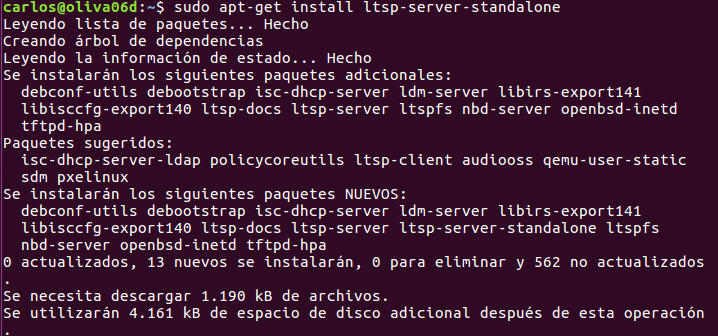 carlos@oliva06d:~$ sudo apt-get install ltsp-server-standalone
Leyendo lista de paquetes... Hecho
Creando árbol de dependencias
Leyendo la información de estado... Hecho
Se instalarán los siguientes paquetes adicionales:
  debconf-utils debootstrap isc-dhcp-server ldm-server libirs-export141
  libisccfg-export140 ltsp-docs ltsp-server ltspfs nbd-server openbsd-inetd
  tftpd-hpa
Paquetes sugeridos:
  isc-dhcp-server-ldap policycoreutils ltsp-client audiooss qemu-user-static
  sdm pxelinux
Se instalarán los siguientes paquetes NUEVOS:
  debconf-utils debootstrap isc-dhcp-server ldm-server libirs-export141
  libisccfg-export140 ltsp-docs ltsp-server ltsp-server-standalone ltspfs
  nbd-server openbsd-inetd tftpd-hpa
0 actualizados, 13 nuevos se instalarán, 0 para eliminar y 562 no actualizados
.
Se necesita descargar 1.190 kB de archivos.
Se utilizarán 4.161 kB de espacio de disco adicional después de esta operación
.